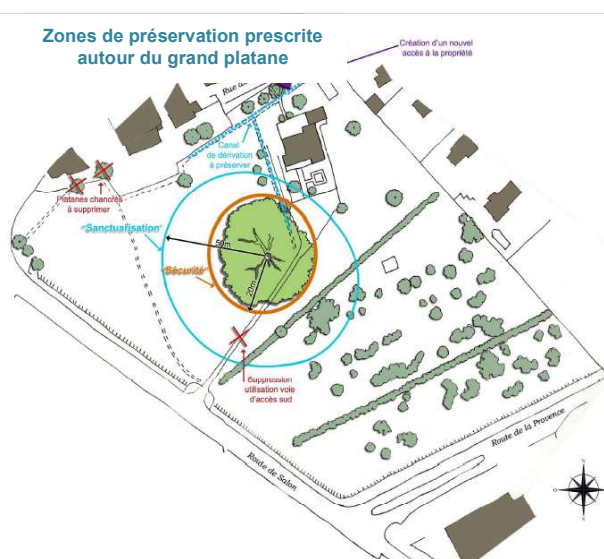 Zones de préservation prescrite
autour du grand platane
Création d'un nouvel
accès à la propriété
Rue de
Canal
de dérivation
à préserver
Platanes chancrés
à supprimer
"Sanctuarisation"
50m
"Sécurité"
20m
Suppression
utilisation voie
d'accès sud
Route de la Provence
Route de Salon
N
O
E
S